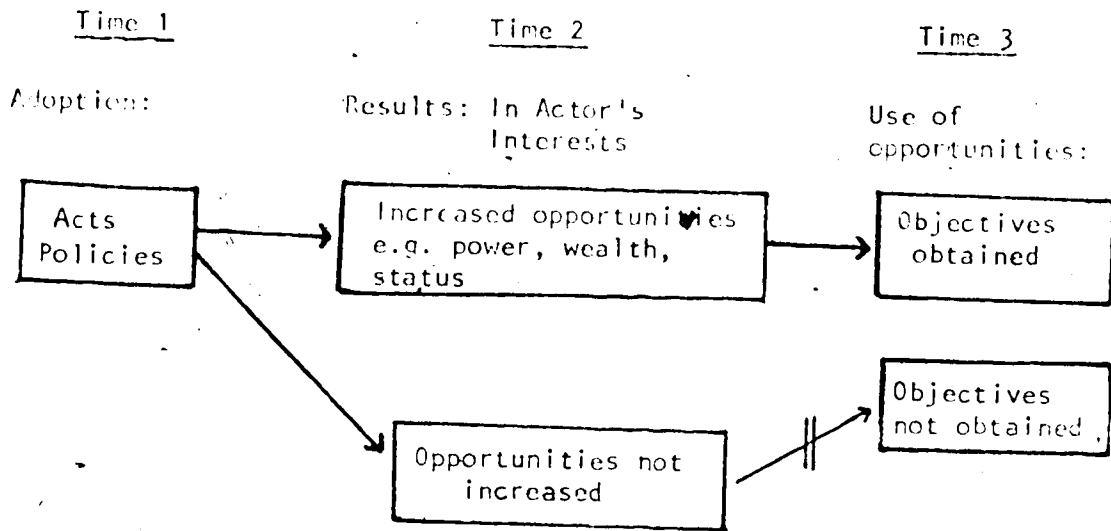 Time 1
Time 2
Time 3
Adoption:
Results: In Actor's
Interests
Use of
opportunities:
Acts
Policies
Increased opportunities
e.g. power, wealth,
status
Objectives
obtained
Opportunities not
increased
Objectives
not obtained.